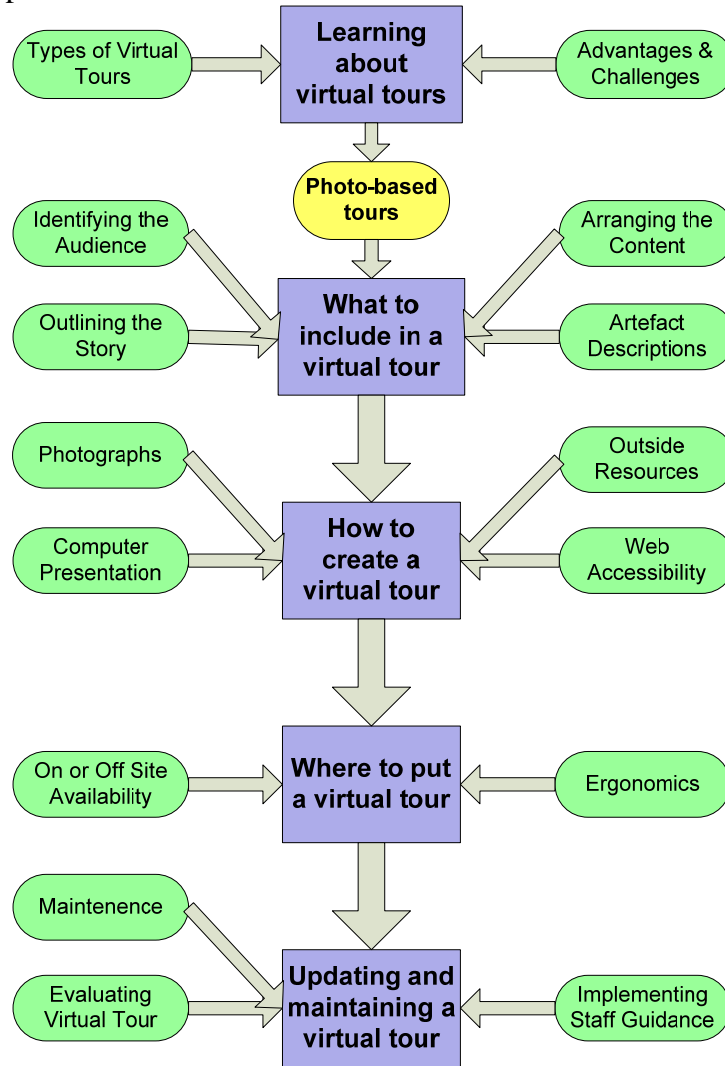 Types of Virtual
Tours
Learning
about
virtual tours
Advantages &
Challenges
Photo-based
tours
Identifying the
Audience
Arranging the
Content
Outlining the
Story
What to
include in a
virtual tour
Artefact
Descriptions
Photographs
Outside
Resources
Computer
Presentation
How to
create a
virtual tour
Web
Accessibility
On or Off Site
Availability
Where to put
a virtual tour
Ergonomics
Maintenence
Evaluating
Virtual Tour
Updating and
maintaining a
virtual tour
Implementing
Staff Guidance